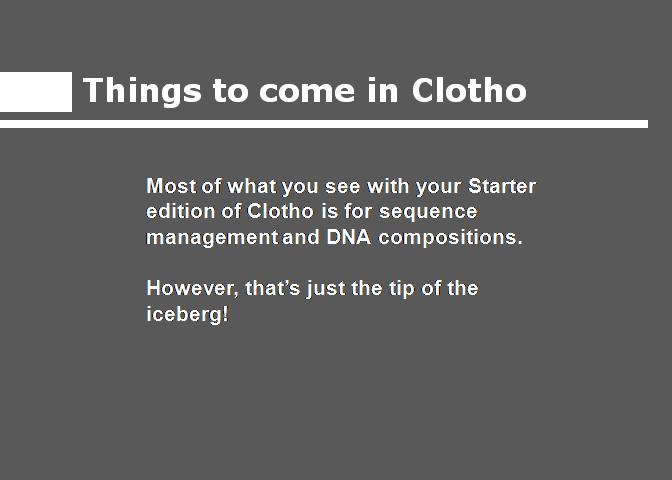 Things to come in Clotho
Most of what you see with your Starter
edition of Clotho is for sequence
management and DNA compositions.
However, that’s just the tip of the
iceberg!